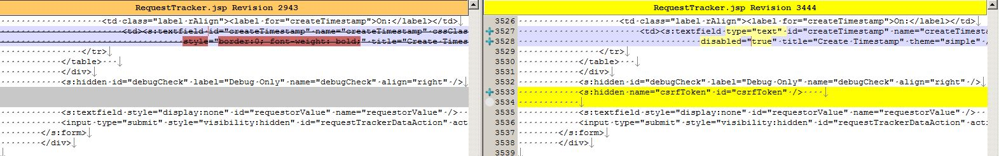 RequestTracker.jsp Revision 2943
<td class="label rAlign"><label for="createTimestamp">On:</label></td>
<td><s:textfield id="createTimestamp" name="createTimestamp" cssClas
style="border:0; font-weight: bold;" title="Create Times
</tr>
</table>
</div>
<s:hidden id="debugCheck" label="Debug Only" name="debugCheck" align="right" />
<s:textfield style="display:none" id="requestorValue" name="requestorValue" />
<input type="submit" style="visibility:hidden" id="requestTrackerDataAction" act
</s:form>
</div>
RequestTracker.jsp Revision 3444
3526 <td class="label rAlign"><label for="createTimestamp">On:</label></td>
3527 <td><s:textfield type="text" id="createTimestamp" name="createTimesta
3528 disabled="true" title="Create Timestamp" theme="simple" /
3529 </tr>
3530 </table>
3531 </div>
3532 <s:hidden id="debugCheck" label="Debug Only" name="debugCheck" align="right" />
3533 <s:hidden name="csrfToken" id="csrfToken" />
3534
3535 <s:textfield style="display:none" id="requestorValue" name="requestorValue" />
3536 <input type="submit" style="visibility:hidden" id="requestTrackerDataAction" act
3537 </s:form>
3538 </div>
3539